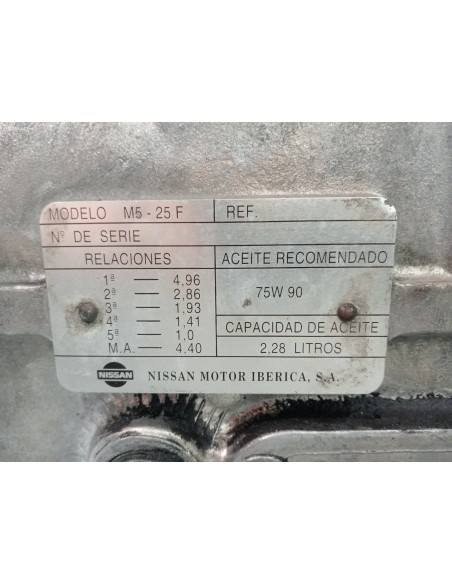 MODELO M5 - 25 F
REF.
Nº DE SERIE
RELACIONES
1ª — 4,96
2ª — 2,86
3ª — 1,93
4ª — 1,41
5ª — 1,0
M.A. — 4,40
ACEITE RECOMENDADO
75W 90
CAPACIDAD DE ACEITE
2,28 LITROS
NISSAN NISSAN MOTOR IBERICA, S.A.